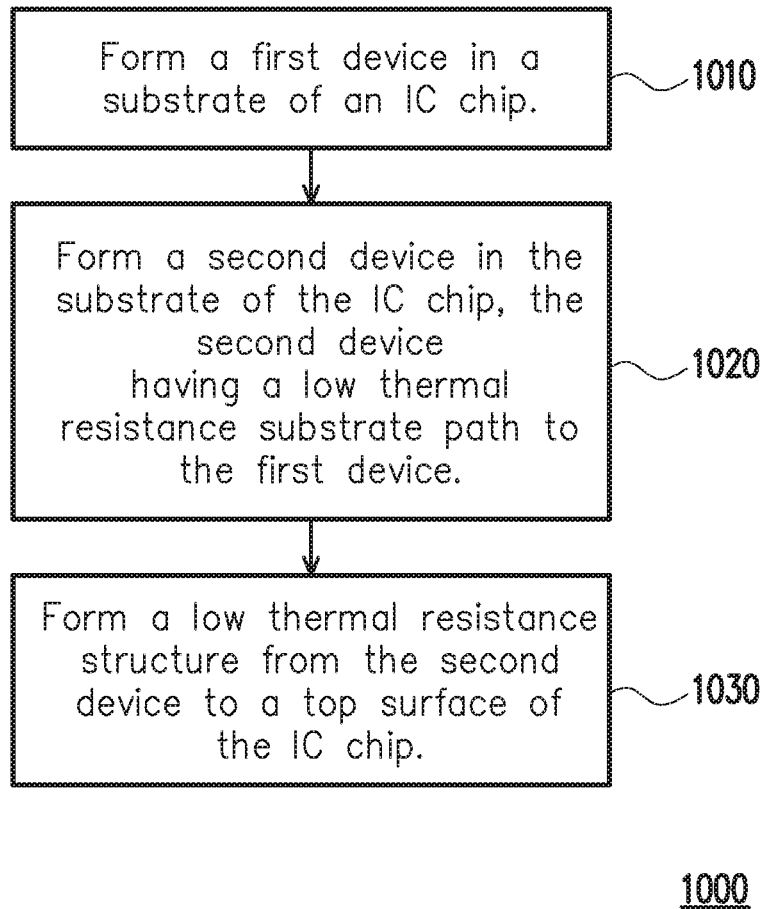 Form a first device in a
substrate of an IC chip.
1010
Form a second device in the
substrate of the IC chip, the
second device
having a low thermal
resistance substrate path to
the first device.
1020
Form a low thermal resistance
structure from the second
device to a top surface of
the IC chip.
1030
1000